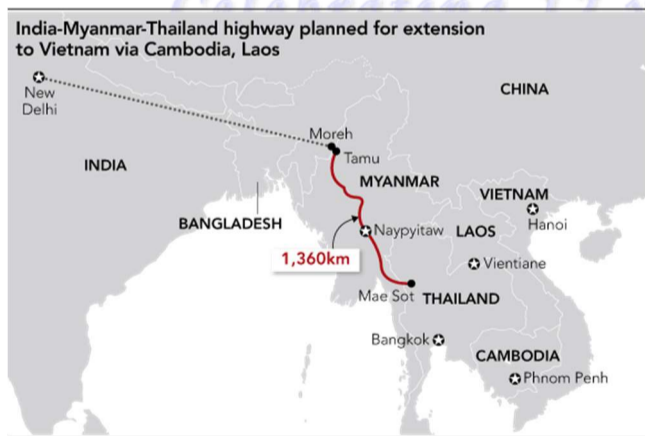 India-Myanmar-Thailand highway planned for extension
to Vietnam via Cambodia, Laos
New
Delhi
CHINA
Moreh
Tamu
INDIA
MYANMAR
VIETNAM
BANGLADESH
Naypyitaw
LAOS
Hanoi
1,360km
Vientiane
Mae Sot
THAILAND
Bangkok
CAMBODIA
Phnom Penh